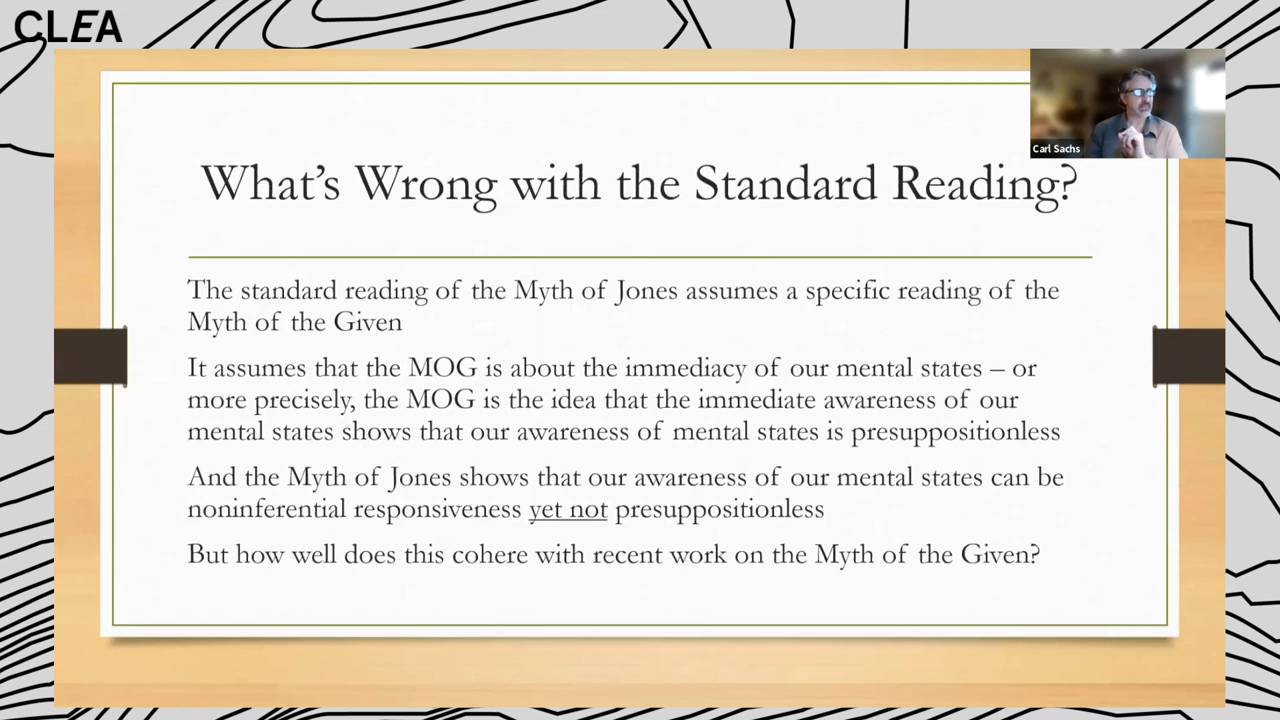 CLEA
Carl Sachs
What's Wrong with the Standard Reading?
The standard reading of the Myth of Jones assumes a specific reading of the
Myth of the Given
It assumes that the MOG is about the immediacy of our mental states – or
more precisely, the MOG is the idea that the immediate awareness of our
mental states shows that our awareness of mental states is presuppositionless
And the Myth of Jones shows that our awareness of our mental states can be
noninferential responsiveness yet not presuppositionless
But how well does this cohere with recent work on the Myth of the Given?